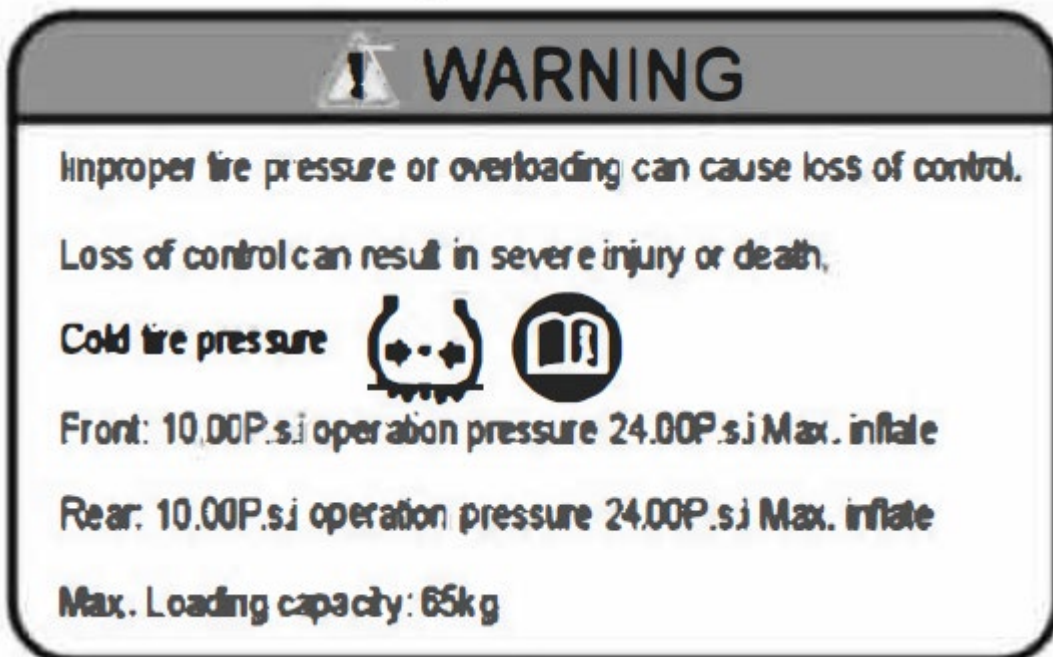 WARNING
Improper tire pressure or overloading can cause loss of control.
Loss of control can result in severe injury or death,
Cold tire pressure
Front: 10.00P.s.i operation pressure 24.00P.s.i Max. inflate
Rear: 10.00P.s.i operation pressure 24.00P.s.i Max. inflate
Max. Loading capacity: 65kg